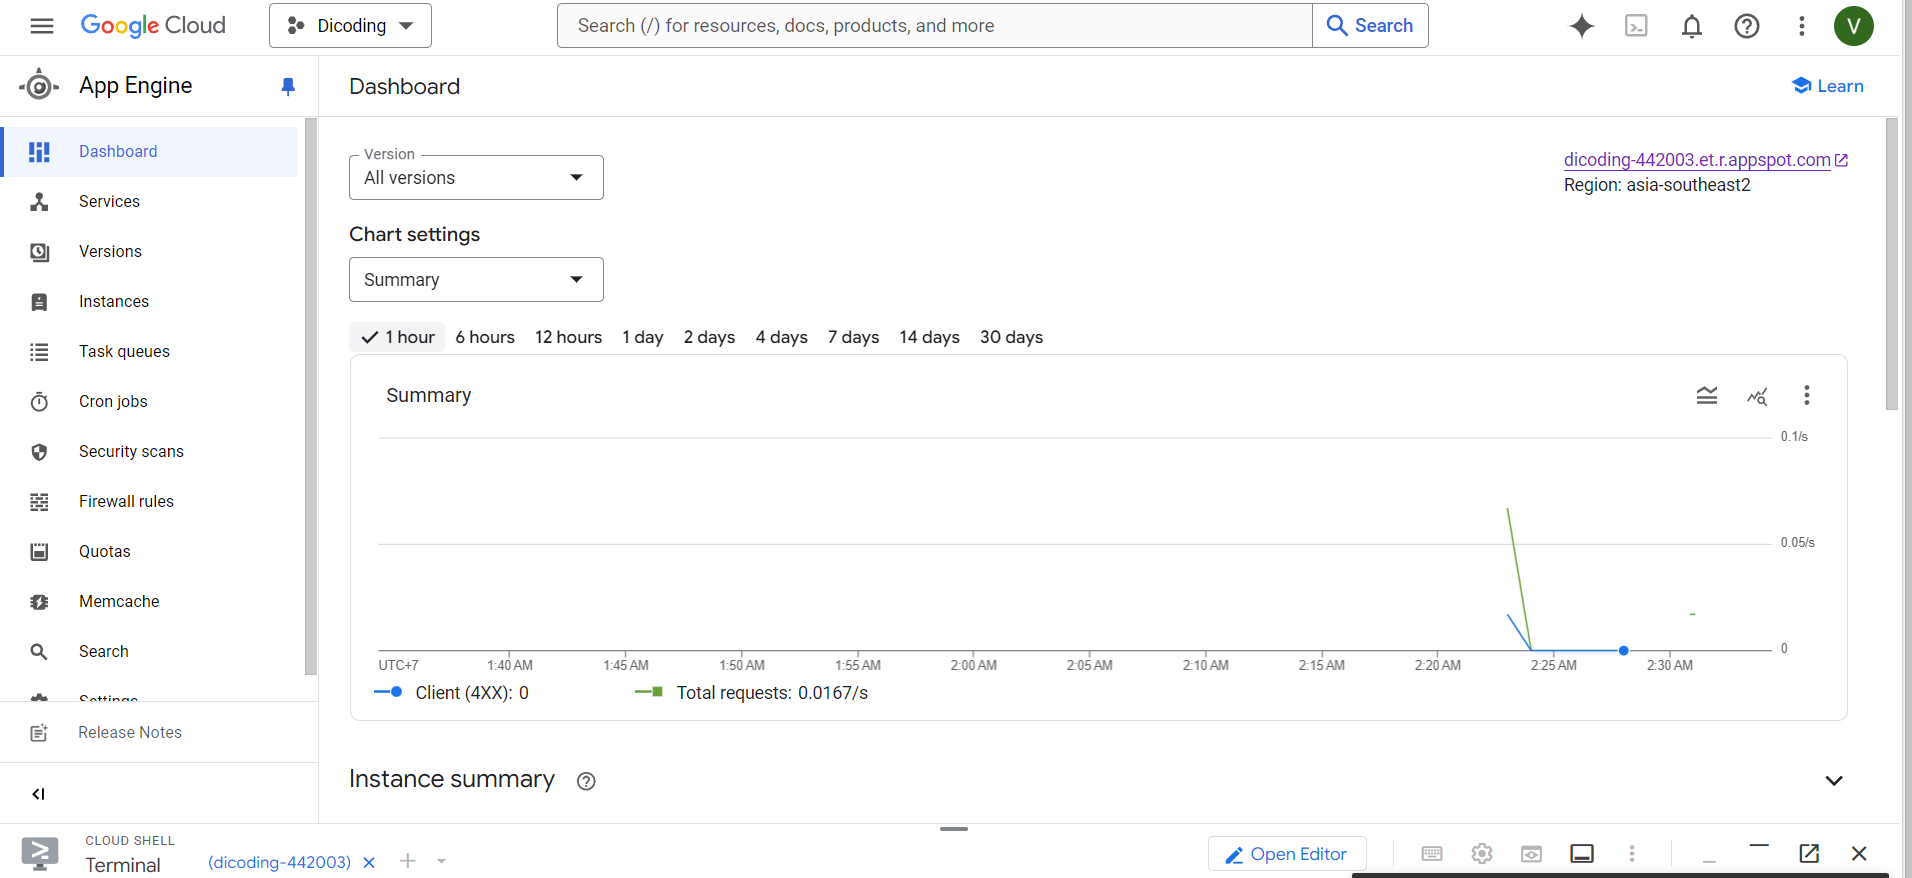 Google Cloud
Dicoding
Search (/) for resources, docs, products, and more
Search
V
App Engine
Dashboard
Learn
Dashboard
Services
Versions
Instances
Task queues
Cron jobs
Security scans
Firewall rules
Quotas
Memcache
Search
Settings
Release Notes
Version
All versions
dicoding-442003.et.r.appspot.com
Region: asia-southeast2
Chart settings
Summary
1 hour 6 hours 12 hours 1 day 2 days 4 days 7 days 14 days 30 days
Summary
0.1/s
0.05/s
0
UTC+7 1:40 AM 1:45 AM 1:50 AM 1:55 AM 2:00 AM 2:05 AM 2:10 AM 2:15 AM 2:20 AM 2:25 AM 2:30 AM
Client (4XX): 0
Total requests: 0.0167/s
Instance summary
CLOUD SHELL
Terminal
(dicoding-442003)
Open Editor